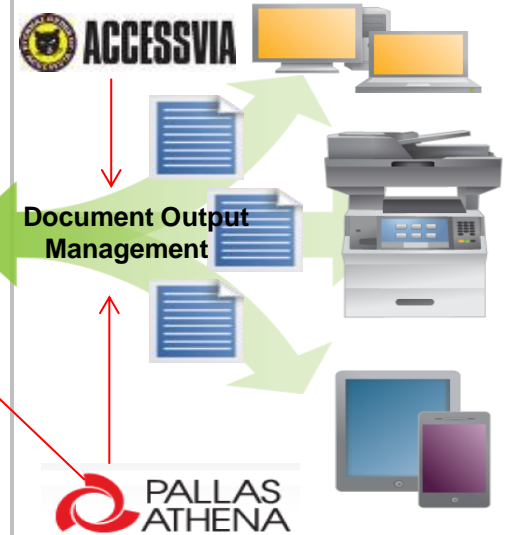 ACCESSVIA
Document Output
Management
PALLAS
ATHENA